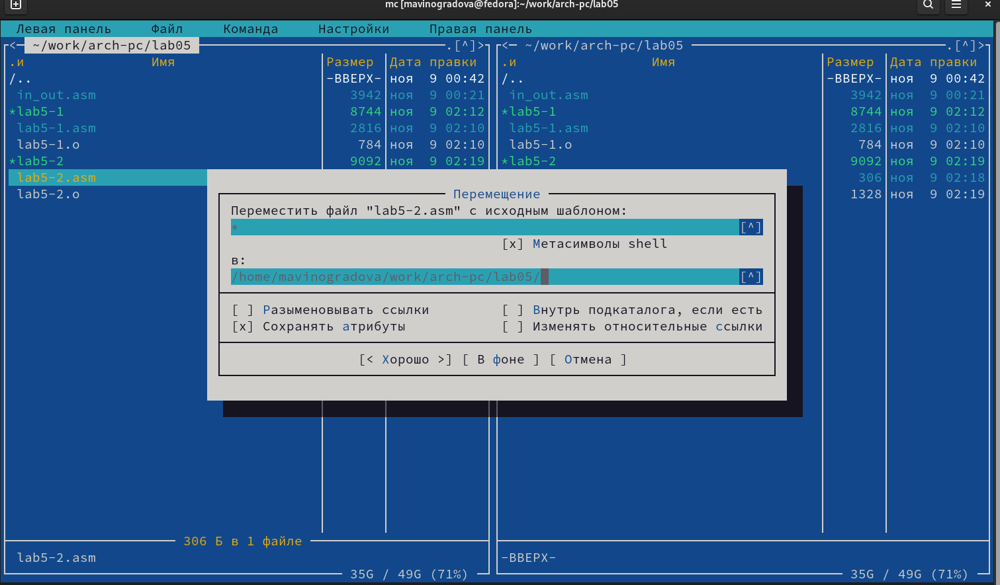 mc [mavinogradova@fedora]:~/work/arch-pc/lab05
Левая панель Файл Команда Настройки Правая панель
<─ ~/work/arch-pc/lab05 .[^]> <─ ~/work/arch-pc/lab05 .[^]>
.и Имя Размер Дата правки .и Имя Размер Дата правки
/.. -ВВЕРХ- ноя 9 00:42 /.. -ВВЕРХ- ноя 9 00:42
in_out.asm 3942 ноя 9 00:21 in_out.asm 3942 ноя 9 00:21
*lab5-1 8744 ноя 9 02:12 *lab5-1 8744 ноя 9 02:12
lab5-1.asm 2816 ноя 9 02:10 lab5-1.asm 2816 ноя 9 02:10
lab5-1.o 784 ноя 9 02:10 lab5-1.o 784 ноя 9 02:10
*lab5-2 9092 ноя 9 02:19 *lab5-2 9092 ноя 9 02:19
lab5-2.asm 306 ноя 9 02:18
lab5-2.o 1328 ноя 9 02:19
Перемещение
Переместить файл "lab5-2.asm" с исходным шаблоном:
* [^]
[x] Метасимволы shell
в:
/home/mavinogradova/work/arch-pc/lab05/ [^]
[ ] Разыменовывать ссылки [ ] Внутрь подкаталога, если есть
[x] Сохранять атрибуты [ ] Изменять относительные ссылки
[< Хорошо >] [ В фоне ] [ Отмена ]
306 Б в 1 файле
lab5-2.asm -ВВЕРХ-
35G / 49G (71%) 35G / 49G (71%)